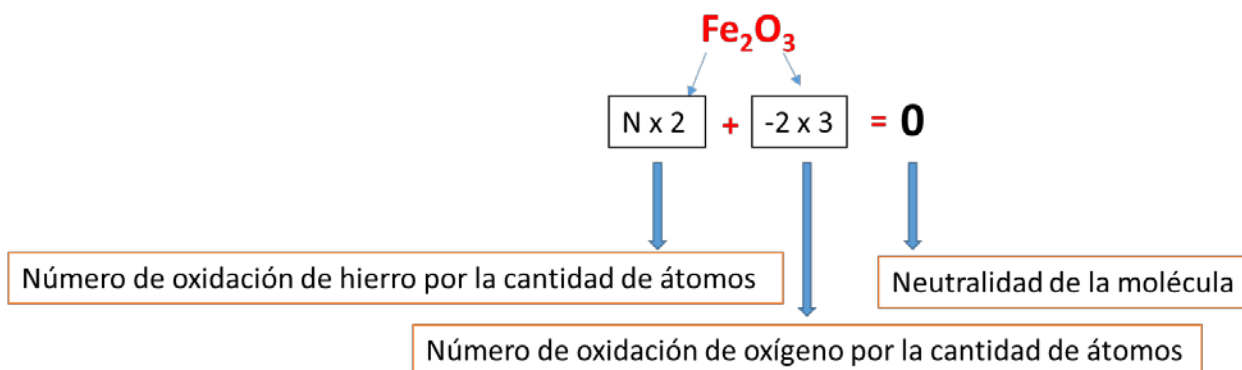 Fe₂O₃
N x 2 + -2 x 3 = 0
Número de oxidación de hierro por la cantidad de átomos
Neutralidad de la molécula
Número de oxidación de oxígeno por la cantidad de átomos